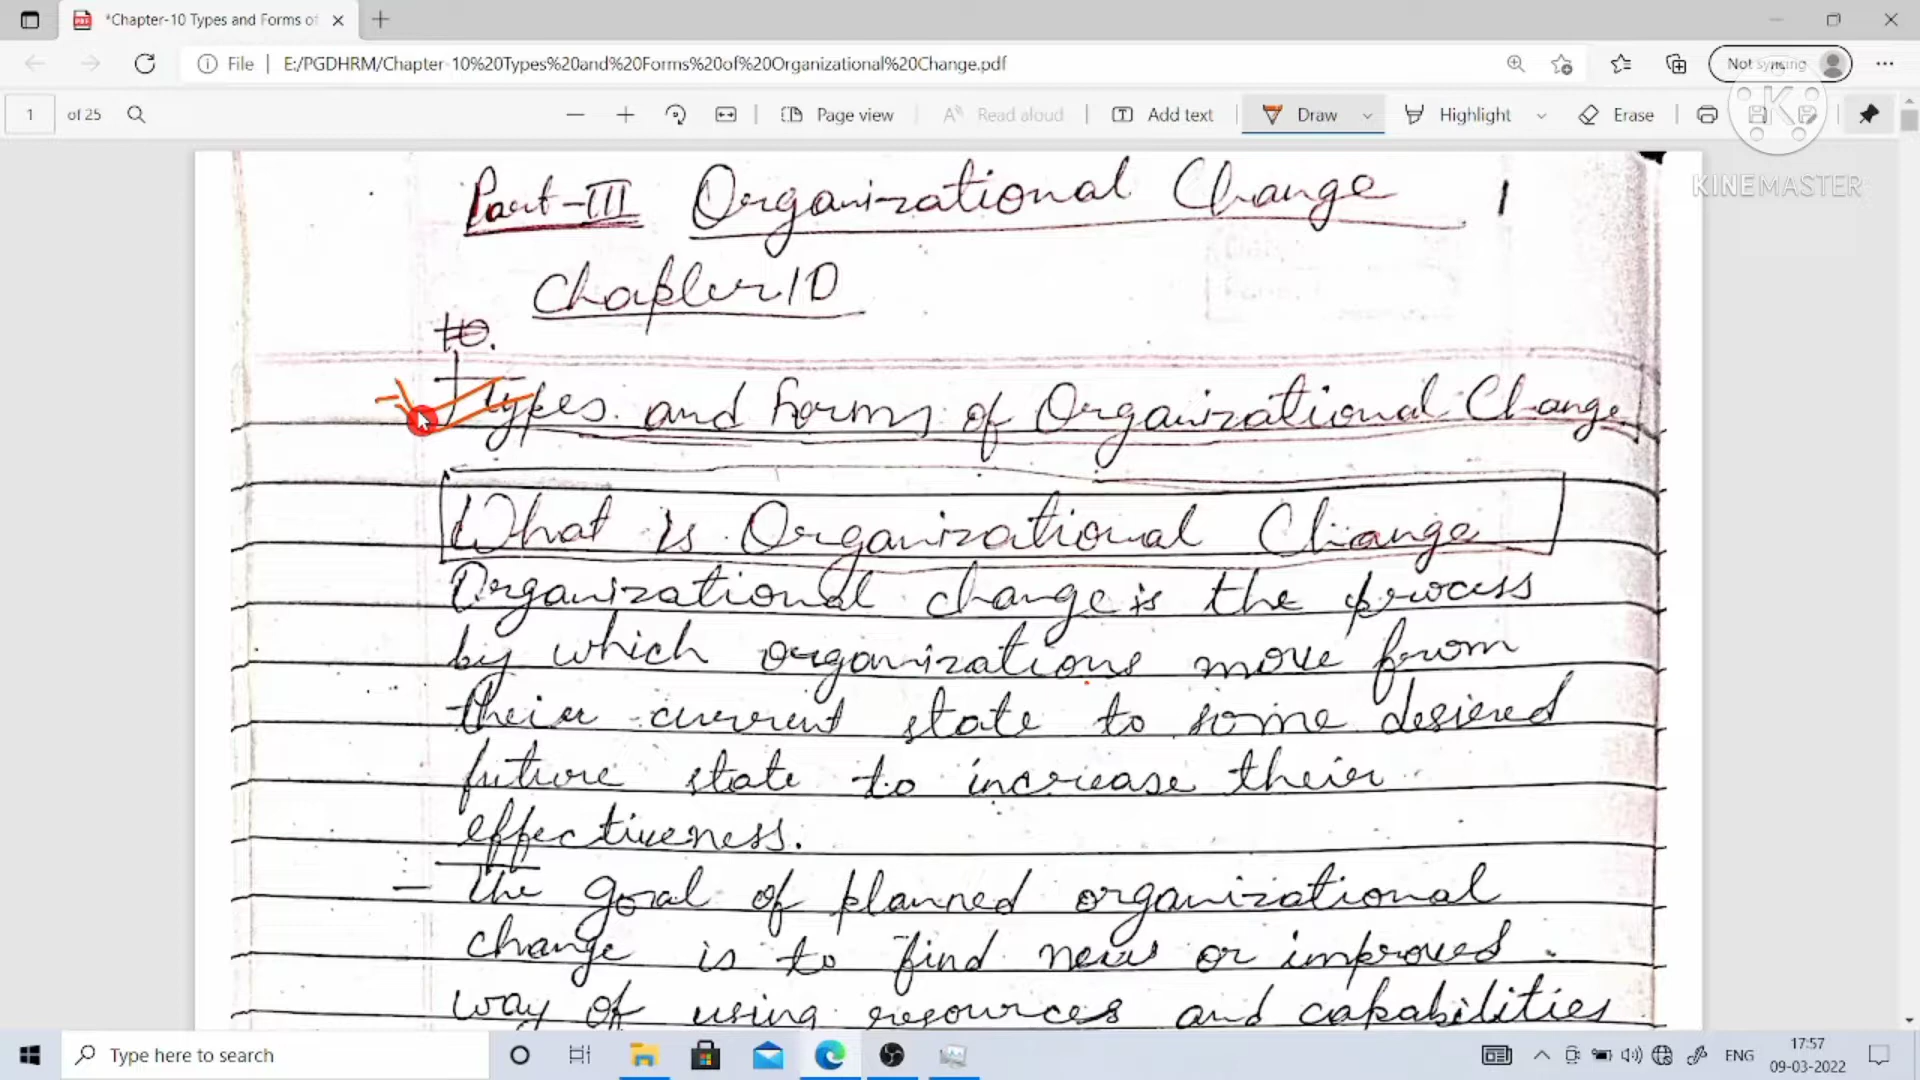 *Chapter-10 Types and Forms of
File
E:/PGDHRM/Chapter-10%20Types%20and%20Forms%20of%20Organizational%20Change.pdf
Not syncing
1 of 25
Page view
Read aloud
Add text
Draw
Highlight
Erase
KINEMASTER
Part-III Organizational Change 1
Chapter 10
10.
Types and Forms of Organizational Change
What is Organizational Change
Organizational change is the process
by which organizations move from
their current state to some desiered
future state to increase their
effectiveness.
- The goal of planned organizational
change is to find new or improved
way of using resources and capabilities
Type here to search
ENG
17:57
09-03-2022